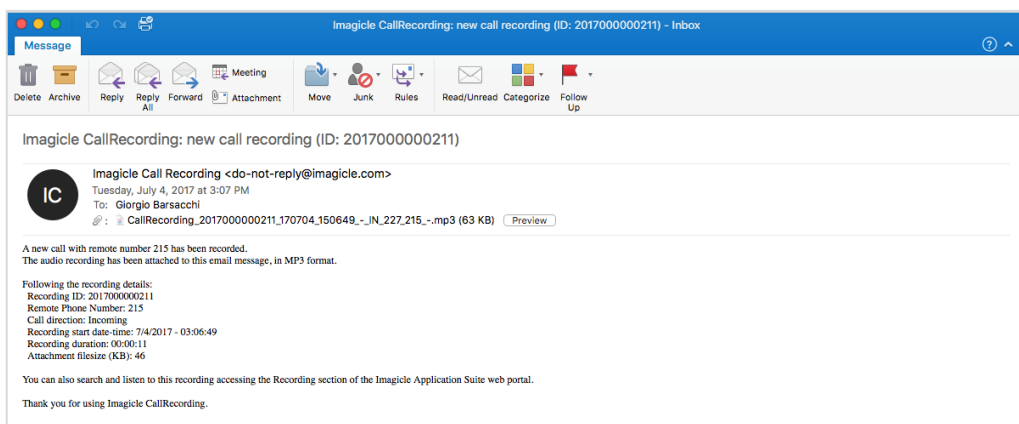 Imagicle CallRecording: new call recording (ID: 2017000000211) - Inbox
Message
?
Delete Archive Reply Reply All Forward Meeting Attachment Move Junk Rules Read/Unread Categorize Follow Up
Imagicle CallRecording: new call recording (ID: 2017000000211)
IC
Imagicle Call Recording <do-not-reply@imagicle.com>
Tuesday, July 4, 2017 at 3:07 PM
To: Giorgio Barsacchi
: CallRecording_2017000000211_170704_150649_-_IN_227_215_-.mp3 (63 KB) Preview
A new call with remote number 215 has been recorded.
The audio recording has been attached to this email message, in MP3 format.
Following the recording details:
Recording ID: 2017000000211
Remote Phone Number: 215
Call direction: Incoming
Recording start date-time: 7/4/2017 - 03:06:49
Recording duration: 00:00:11
Attachment filesize (KB): 46
You can also search and listen to this recording accessing the Recording section of the Imagicle Application Suite web portal.
Thank you for using Imagicle CallRecording.